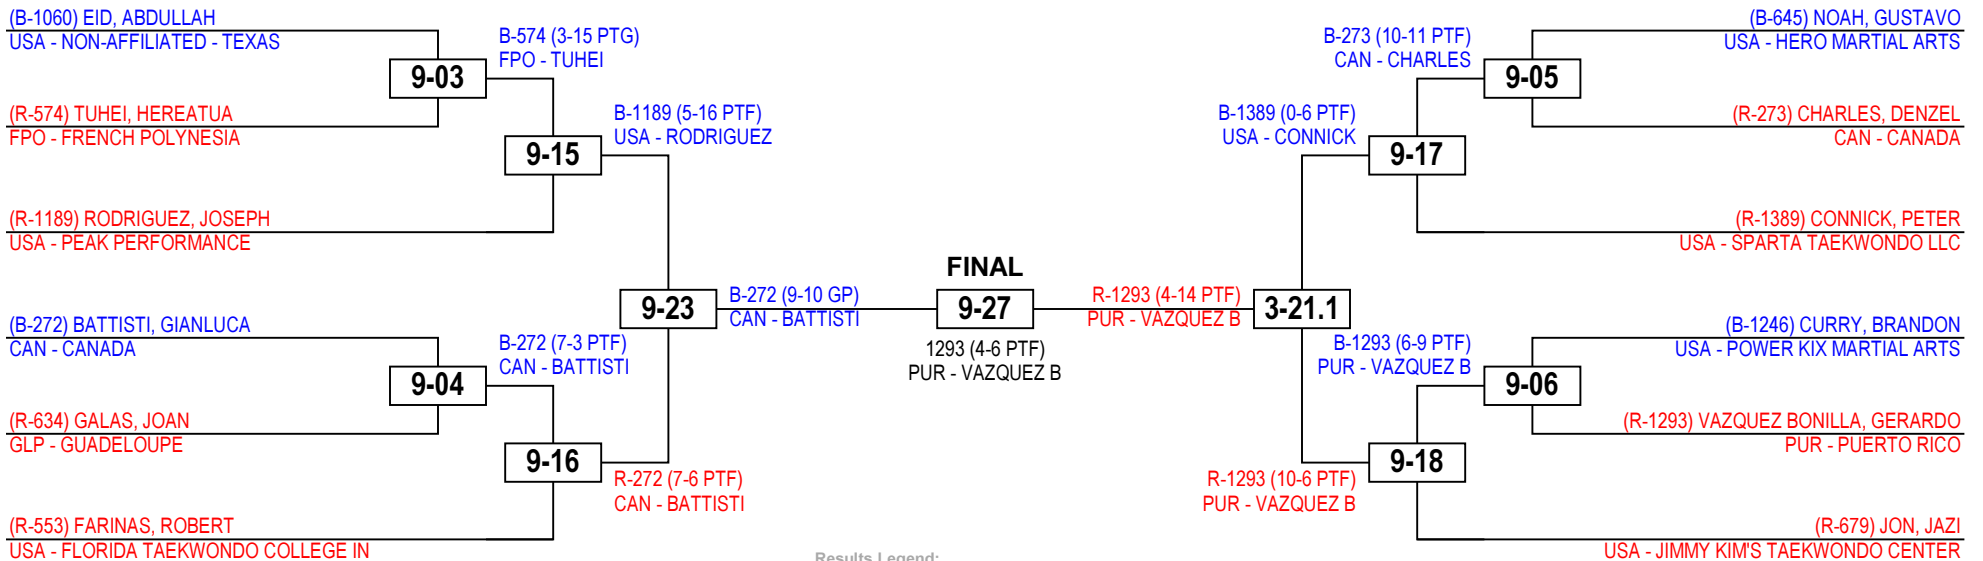 (B-1060) EID, ABDULLAH
USA - NON-AFFILIATED - TEXAS
9-03
(R-574) TUHEI, HEREATUA
FPO - FRENCH POLYNESIA
B-574 (3-15 PTG)
FPO - TUHEI
9-15
B-1189 (5-16 PTF)
USA - RODRIGUEZ
(R-1189) RODRIGUEZ, JOSEPH
USA - PEAK PERFORMANCE
9-23
B-272 (9-10 GP)
CAN - BATTISTI
(B-272) BATTISTI, GIANLUCA
CAN - CANADA
9-04
(R-634) GALAS, JOAN
GLP - GUADELOUPE
B-272 (7-3 PTF)
CAN - BATTISTI
9-16
R-272 (7-6 PTF)
CAN - BATTISTI
(R-553) FARINAS, ROBERT
USA - FLORIDA TAEKWONDO COLLEGE IN
FINAL
9-27
1293 (4-6 PTF)
PUR - VAZQUEZ B
R-1293 (4-14 PTF)
PUR - VAZQUEZ B
3-21.1
B-273 (10-11 PTF)
CAN - CHARLES
9-05
(B-645) NOAH, GUSTAVO
USA - HERO MARTIAL ARTS
(R-273) CHARLES, DENZEL
CAN - CANADA
B-1389 (0-6 PTF)
USA - CONNICK
9-17
(R-1389) CONNICK, PETER
USA - SPARTA TAEKWONDO LLC
B-1293 (6-9 PTF)
PUR - VAZQUEZ B
9-06
(B-1246) CURRY, BRANDON
USA - POWER KIX MARTIAL ARTS
(R-1293) VAZQUEZ BONILLA, GERARDO
PUR - PUERTO RICO
R-1293 (10-6 PTF)
PUR - VAZQUEZ B
9-18
(R-679) JON, JAZI
USA - JIMMY KIM'S TAEKWONDO CENTER
Results Legend: